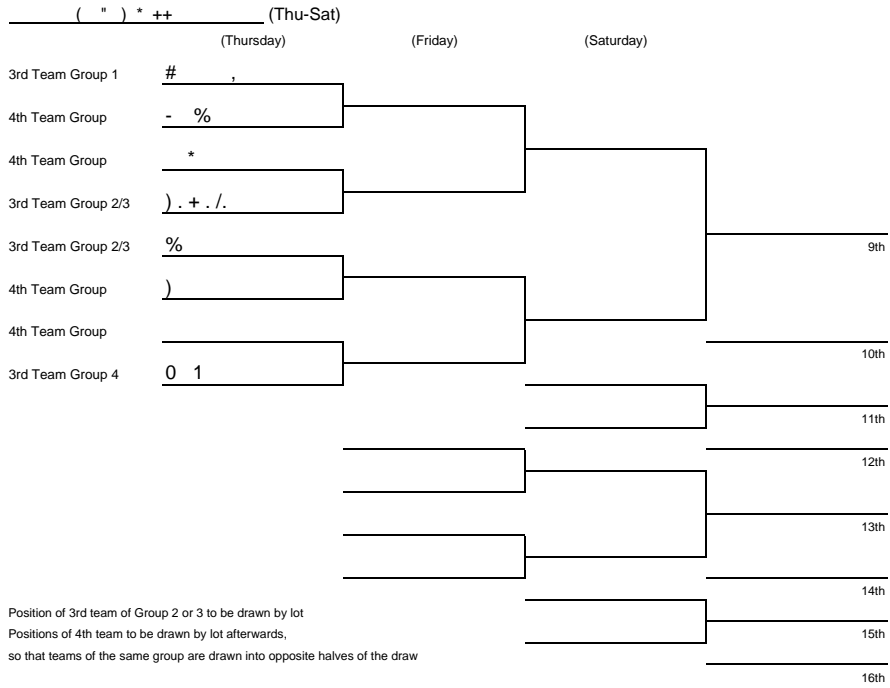 ( " ) * ++ (Thu-Sat)
(Thursday) (Friday) (Saturday)
3rd Team Group 1 # ,
4th Team Group - %
4th Team Group *
3rd Team Group 2/3 ) . + . /.
3rd Team Group 2/3 %
9th
4th Team Group )
4th Team Group
10th
3rd Team Group 4 0 1
11th
12th
13th
14th
Position of 3rd team of Group 2 or 3 to be drawn by lot
15th
Positions of 4th team to be drawn by lot afterwards,
so that teams of the same group are drawn into opposite halves of the draw
16th